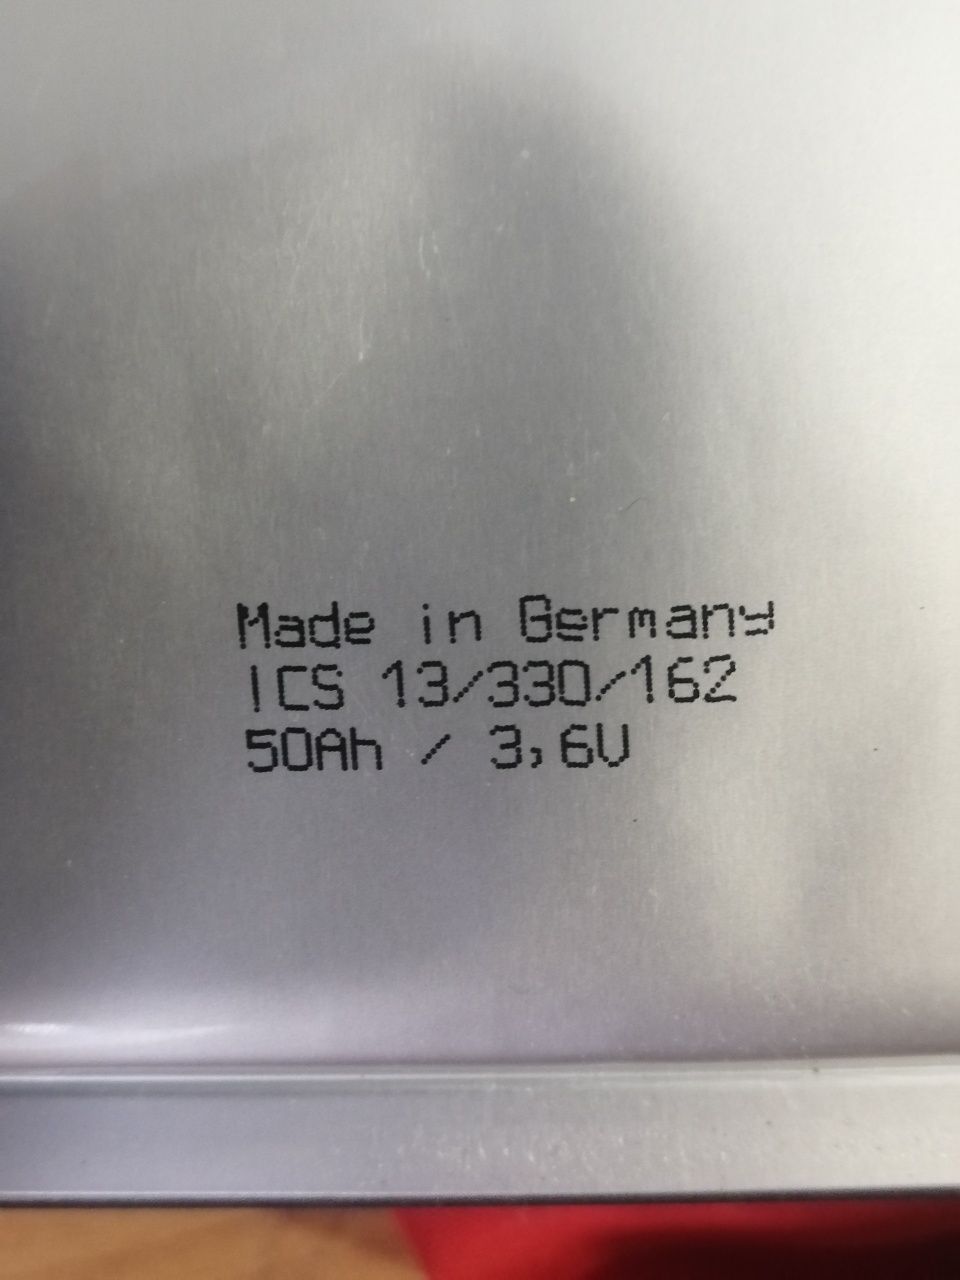 Made in Germany
ICS 13/330/162
50Ah / 3,6V